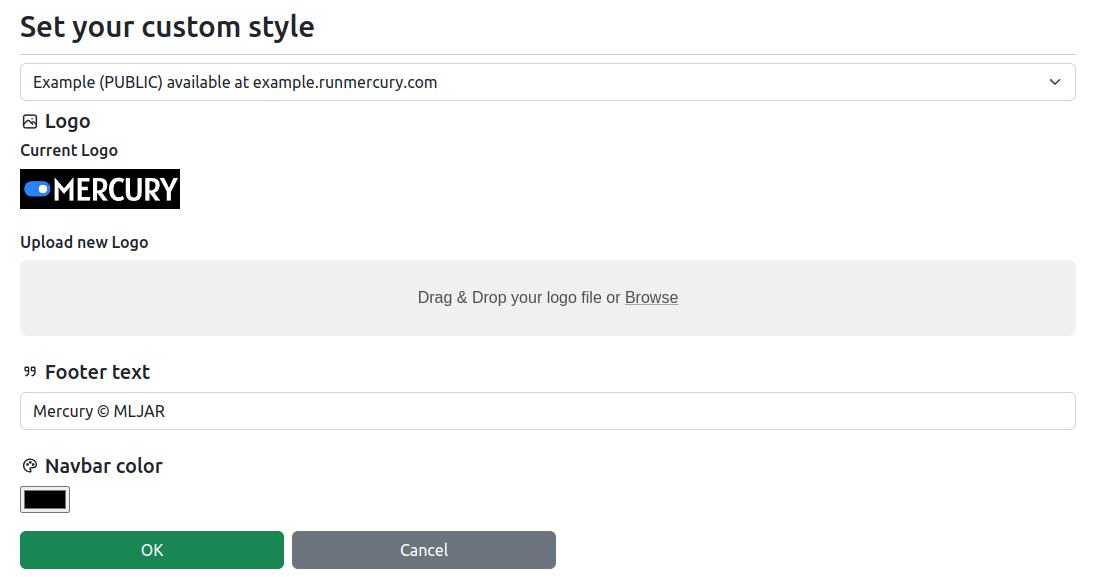 Set your custom style
Example (PUBLIC) available at example.runmercury.com
Logo
Current Logo
MERCURY
Upload new Logo
Drag & Drop your logo file or Browse
Footer text
Mercury © MLJAR
Navbar color
OK
Cancel